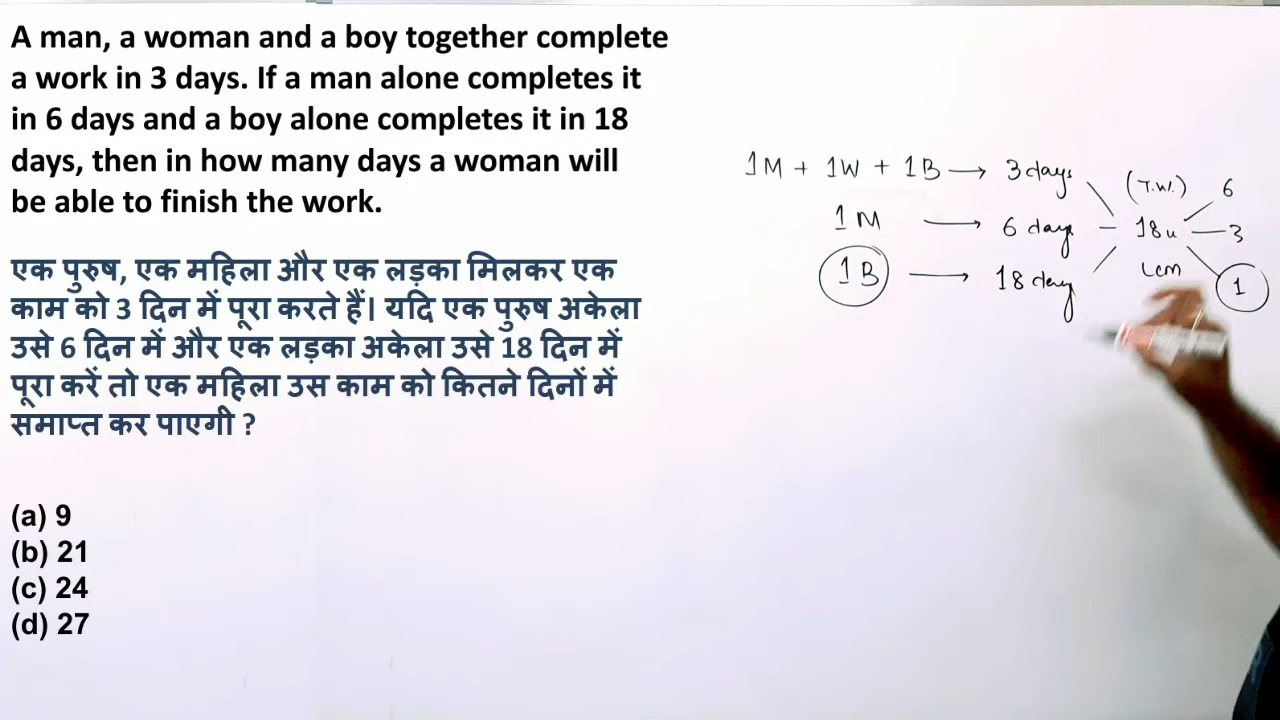 A man, a woman and a boy together complete
a work in 3 days. If a man alone completes it
in 6 days and a boy alone completes it in 18
days, then in how many days a woman will
be able to finish the work.
एक पुरुष, एक महिला और एक लड़का मिलकर एक
काम को 3 दिन में पूरा करते हैं। यदि एक पुरुष अकेला
उसे 6 दिन में और एक लड़का अकेला उसे 18 दिन में
पूरा करें तो एक महिला उस काम को कितने दिनों में
समाप्त कर पाएगी ?
(a) 9
(b) 21
(c) 24
(d) 27
1M + 1W + 1B → 3 days (T.W.) 6
1M → 6 days 18u 3
1B → 18 days Lcm 1